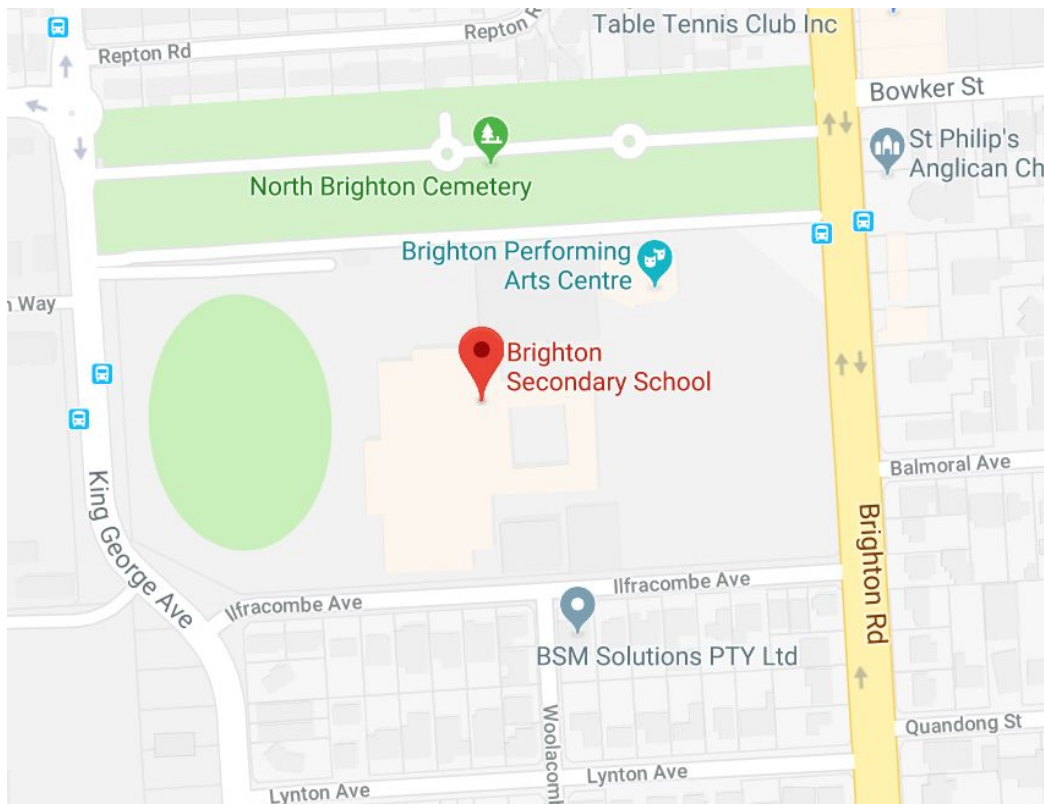 Table Tennis Club Inc
Repton Rd
Repton R
Bowker St
St Philip's
Anglican Ch
North Brighton Cemetery
Brighton Performing
Arts Centre
n Way
Brighton
Secondary School
Balmoral Ave
King George Ave
Brighton Rd
Ilfracombe Ave
Ilfracombe Ave
BSM Solutions PTY Ltd
Woolacomb
Quandong St
Lynton Ave
Lynton Ave